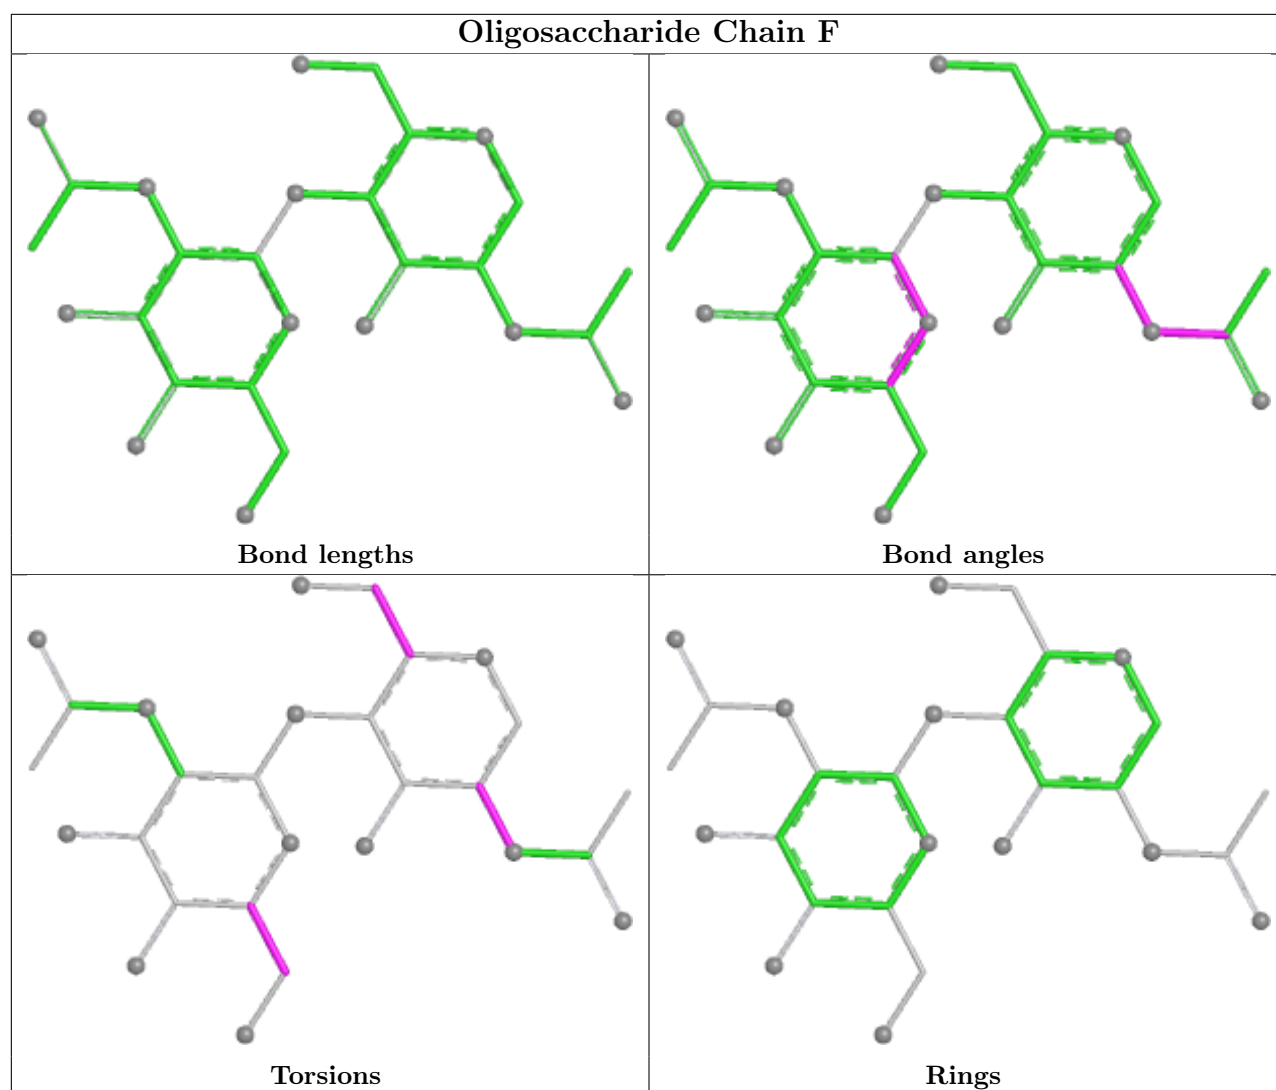 Oligosaccharide Chain F
Bond lengths
Bond angles
Torsions
Rings